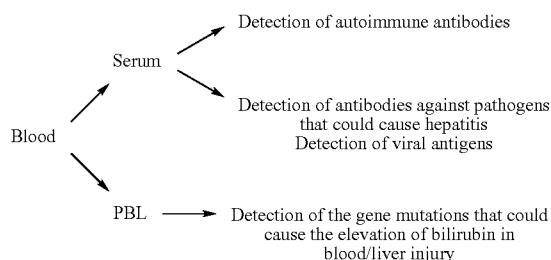 Detection of autoimmune antibodies
Serum
Detection of antibodies against pathogens
that could cause hepatitis
Detection of viral antigens
Blood
PBL
Detection of the gene mutations that could
cause the elevation of bilirubin in
blood/liver injury